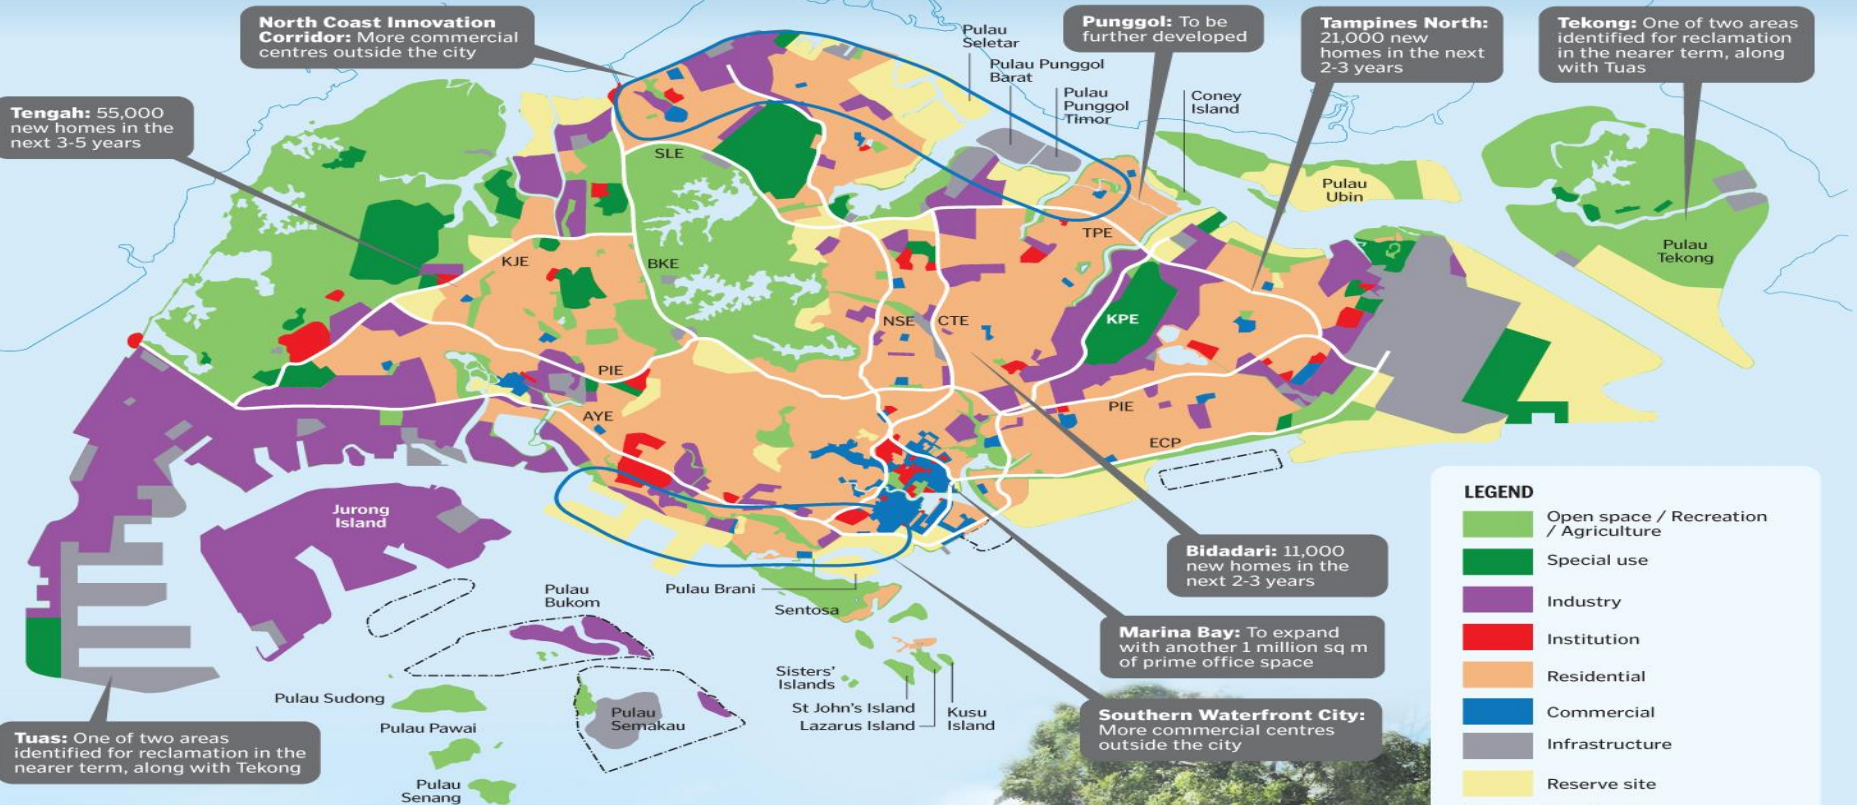 North Coast Innovation
Corridor: More commercial
centres outside the city
Punggol: To be
further developed
Tampines North:
21,000 new
homes in the next
2-3 years
Tekong: One of two areas
identified for reclamation
in the nearer term, along
with Tuas
Tengah: 55,000
new homes in the
next 3-5 years
Pulau
Seletar
Pulau Punggol
Barat
Pulau
Punggol
Timor
Coney
Island
SLE
Pulau
Ubin
TPE
Pulau
Tekong
KJE
BKE
NSE
CTE
KPE
PIE
AYE
PIE
ECP
Jurong
Island
Bidadari: 11,000
new homes in the
next 2-3 years
Pulau
Bukom
Pulau Brani
Sentosa
Marina Bay: To expand
with another 1 million sq m
of prime office space
Sisters'
Islands
St John's Island
Lazarus Island
Kusu
Island
Pulau Sudong
Pulau Pawai
Pulau
Semakau
Pulau
Senang
Southern Waterfront City:
More commercial centres
outside the city
Tuas: One of two areas
identified for reclamation in the
nearer term, along with Tekong
LEGEND
Open space / Recreation
/ Agriculture
Special use
Industry
Institution
Residential
Commercial
Infrastructure
Reserve site